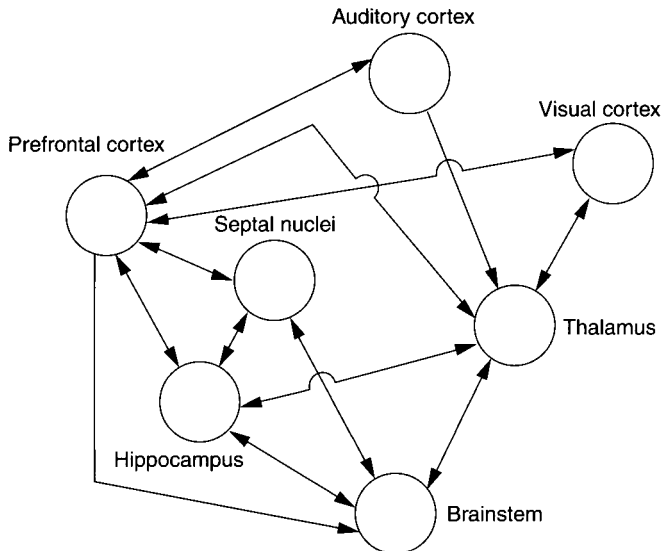 Auditory cortex
Visual cortex
Prefrontal cortex
Septal nuclei
Thalamus
Hippocampus
Brainstem